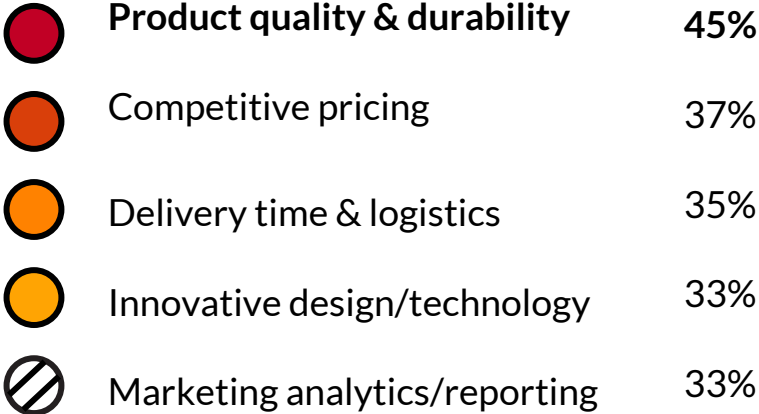 Product quality & durability 45%
Competitive pricing 37%
Delivery time & logistics 35%
Innovative design/technology 33%
Marketing analytics/reporting 33%